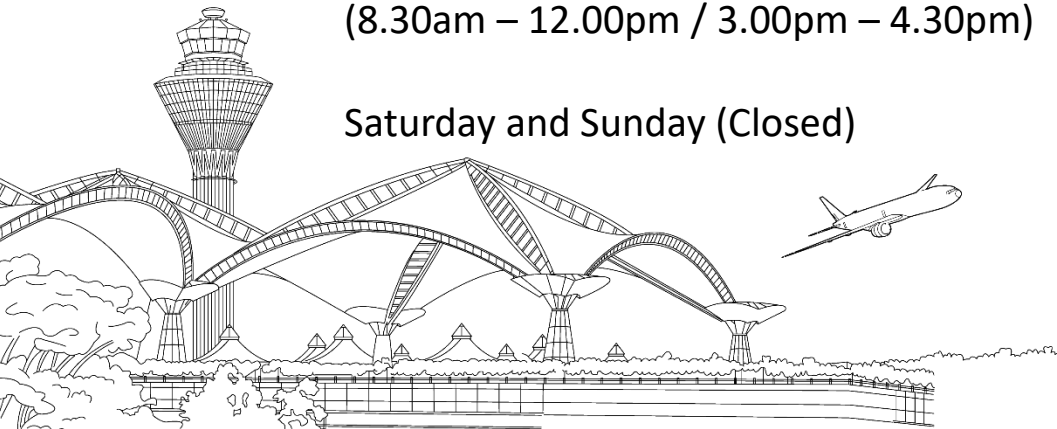 (8.30am – 12.00pm / 3.00pm – 4.30pm)
Saturday and Sunday (Closed)